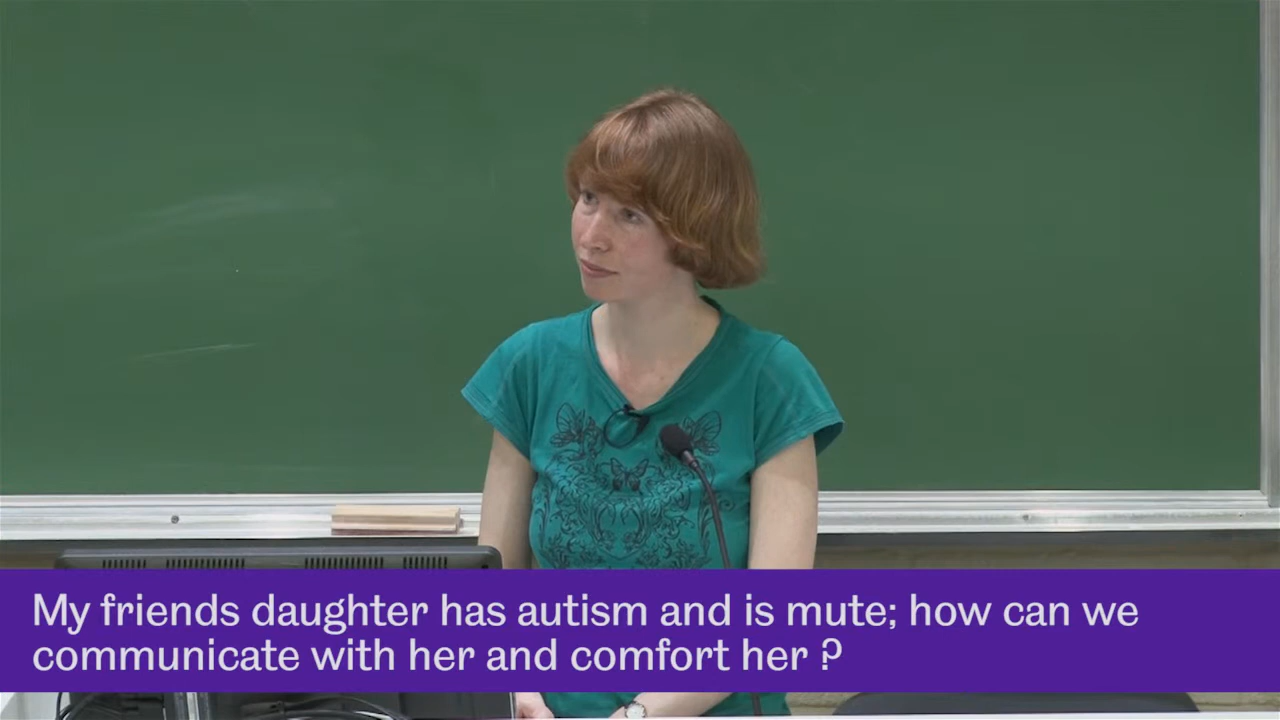 My friends daughter has autism and is mute; how can we
communicate with her and comfort her ?